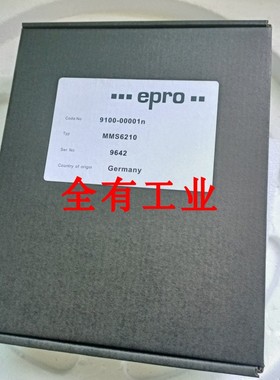 epro
Code No. 9100-00001n
Typ MMS6210
Ser No 9642
Country of origin Germany
全有工业